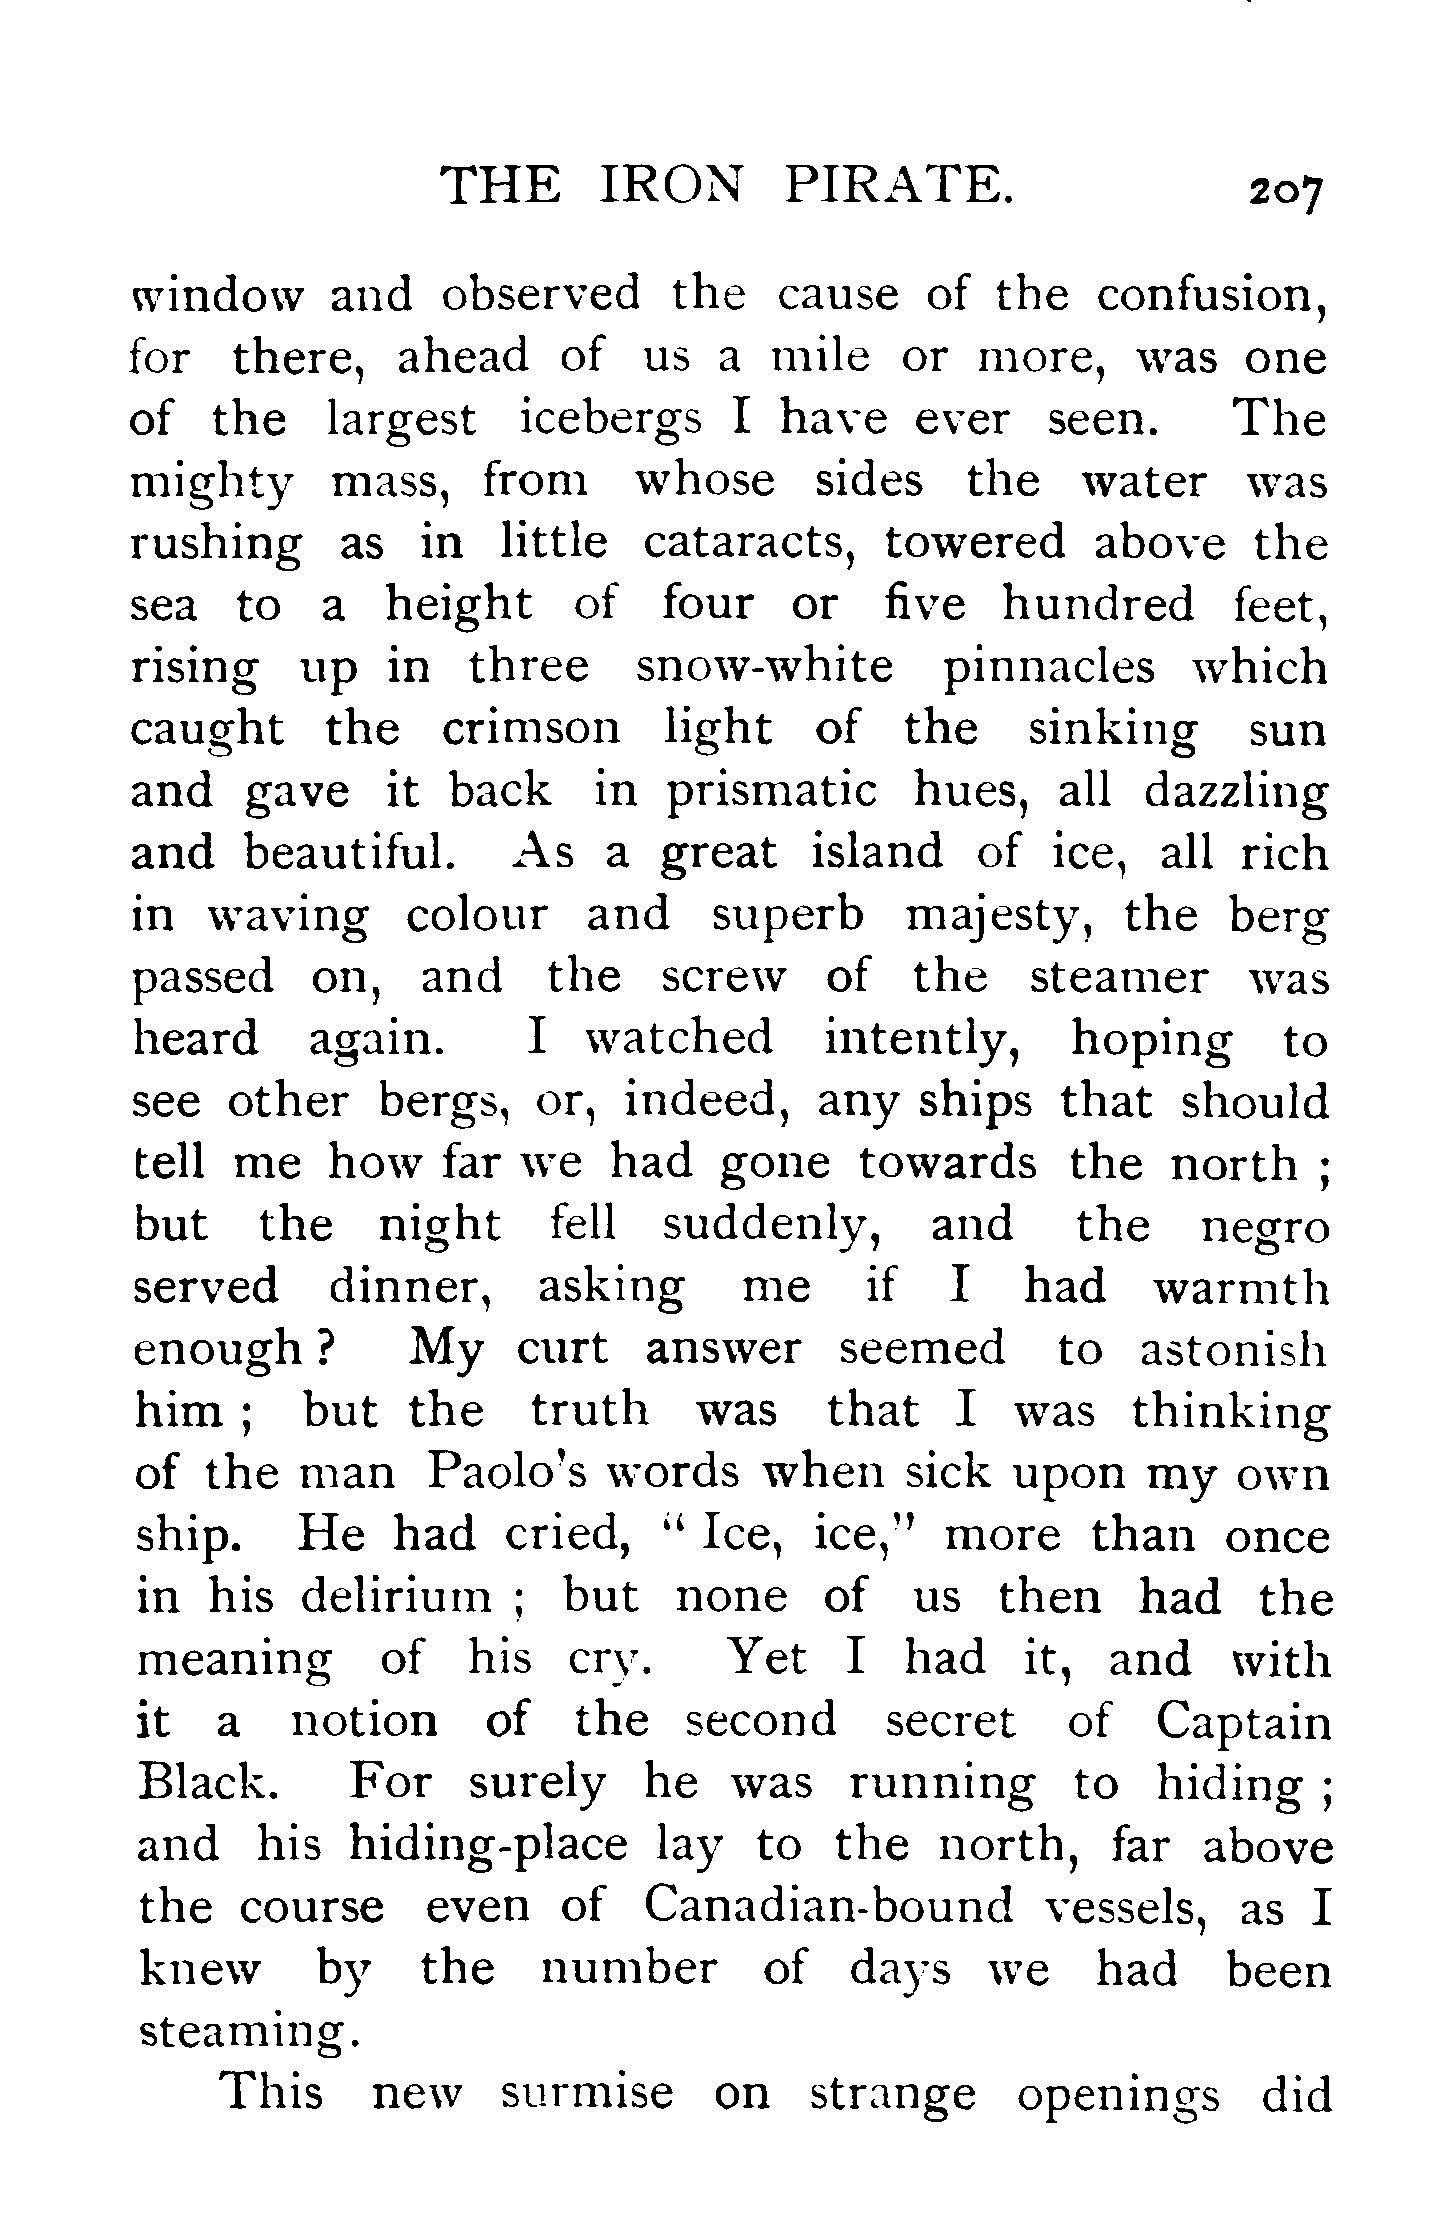 THE IRON PIRATE. 207
window and observed the cause of the confusion,
for there, ahead of us a mile or more, was one
of the largest icebergs I have ever seen. The
mighty mass, from whose sides the water was
rushing as in little cataracts, towered above the
sea to a height of four or five hundred feet,
rising up in three snow-white pinnacles which
caught the crimson light of the sinking sun
and gave it back in prismatic hues, all dazzling
and beautiful. As a great island of ice, all rich
in waving colour and superb majesty, the berg
passed on, and the screw of the steamer was
heard again. I watched intently, hoping to
see other bergs, or, indeed, any ships that should
tell me how far we had gone towards the north ;
but the night fell suddenly, and the negro
served dinner, asking me if I had warmth
enough ? My curt answer seemed to astonish
him ; but the truth was that I was thinking
of the man Paolo's words when sick upon my own
ship. He had cried, " Ice, ice," more than once
in his delirium ; but none of us then had the
meaning of his cry. Yet I had it, and with
it a notion of the second secret of Captain
Black. For surely he was running to hiding ;
and his hiding-place lay to the north, far above
the course even of Canadian-bound vessels, as I
knew by the number of days we had been
steaming.
This new surmise on strange openings did